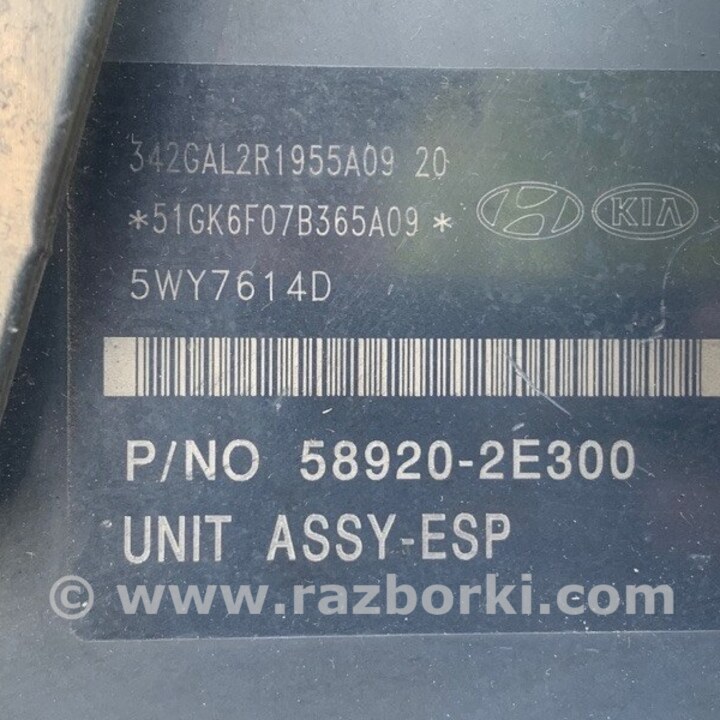 342GAL2R1955A09 20
*51GK6F07B365A09*
KIA
5WY7614D
P/NO 58920-2E300
UNIT ASSY-ESP
© www.razborki.com